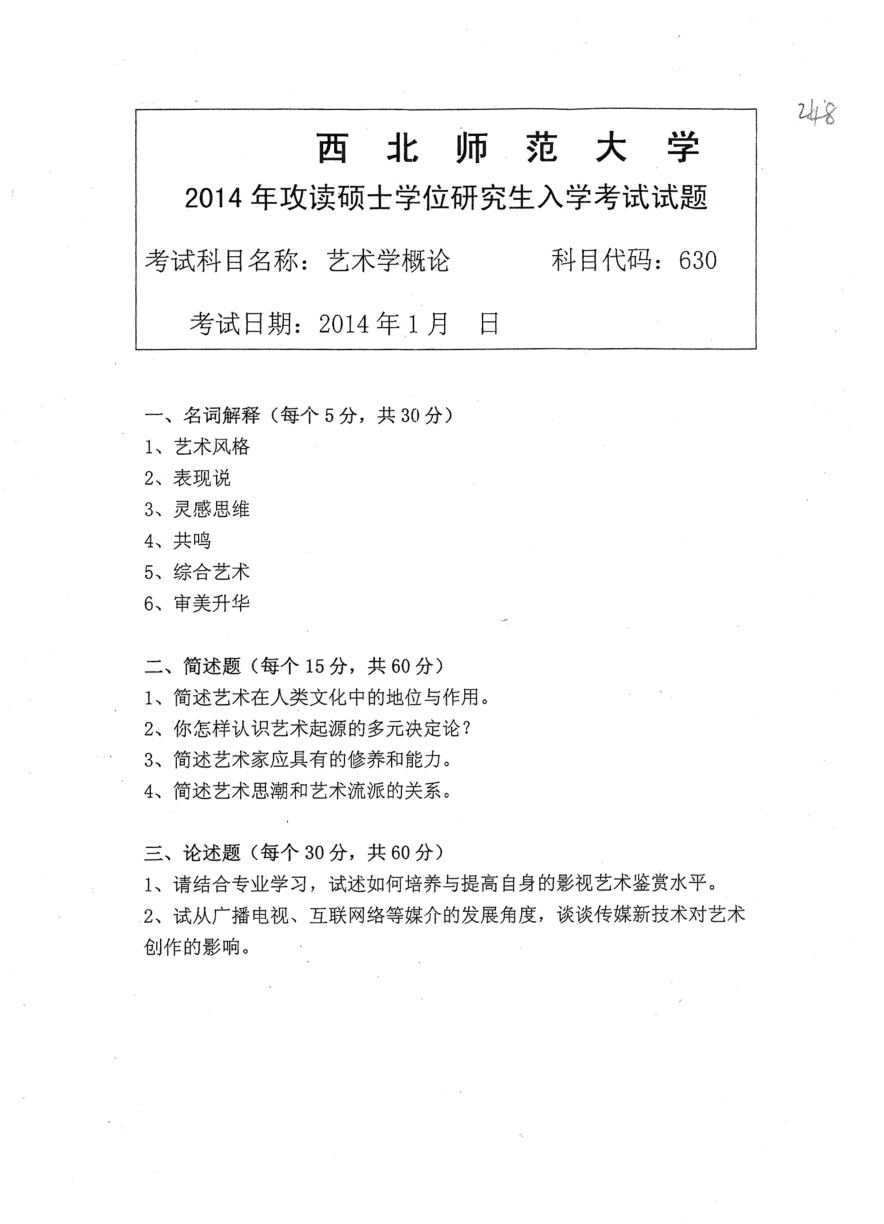 248
西北师范大学
2014年攻读硕士学位研究生入学考试试题
考试科目名称：艺术学概论 科目代码：630
考试日期：2014年1月 日
一、名词解释（每个5分，共30分）
1、艺术风格
2、表现说
3、灵感思维
4、共鸣
5、综合艺术
6、审美升华
二、简述题（每个15分，共60分）
1、简述艺术在人类文化中的地位与作用。
2、你怎样认识艺术起源的多元决定论？
3、简述艺术家应具有的修养和能力。
4、简述艺术思潮和艺术流派的关系。
三、论述题（每个30分，共60分）
1、请结合专业学习，试述如何培养与提高自身的影视艺术鉴赏水平。
2、试从广播电视、互联网络等媒介的发展角度，谈谈传媒新技术对艺术
创作的影响。